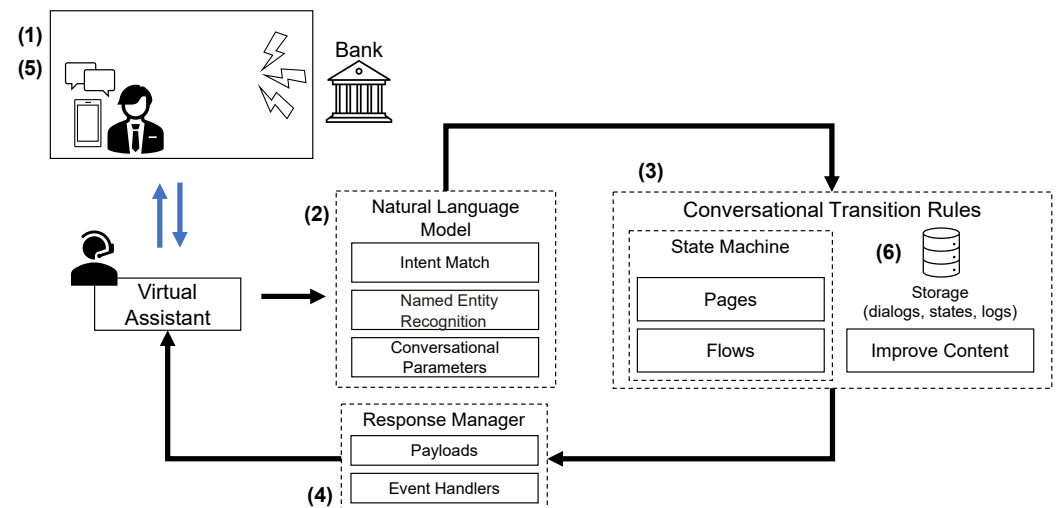 (1)
(5)
Bank
(2)
Natural Language
Model
Intent Match
Named Entity
Recognition
Conversational
Parameters
(3)
Conversational Transition Rules
State Machine
Pages
Flows
(6)
Storage
(dialogs, states, logs)
Improve Content
Virtual
Assistant
Response Manager
Payloads
Event Handlers
(4)